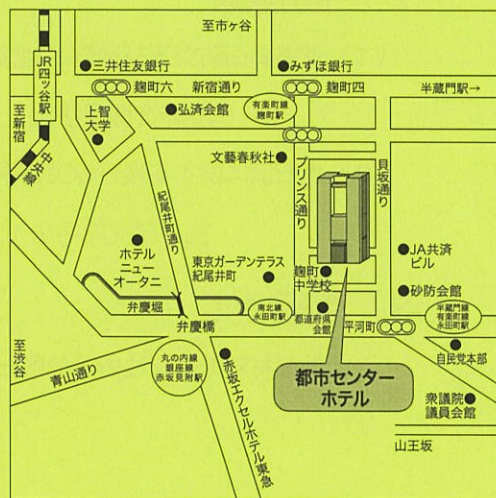 至市ヶ谷
JR四ッ谷駅
三井住友銀行
みずほ銀行
麹町六
新宿通り
麹町四
半蔵門駅→
至新宿
中央線
上智
大学
弘済会館
有楽町線
麹町駅
文藝春秋社
プリンス通り
貝坂通り
紀尾井町通り
ホテル
ニュー
オータニ
東京ガーデンテラス
紀尾井町
麹町
中学校
JA共済
ビル
砂防会館
弁慶堀
弁慶橋
南北線
永田町駅
都道府県
会館
平河町
半蔵門線
有楽町線
永田町駅
至渋谷
青山通り
丸の内線
銀座線
赤坂見附駅
赤坂エクセルホテル東急
都市センター
ホテル
自民党本部
衆議院
議員会館
山王坂